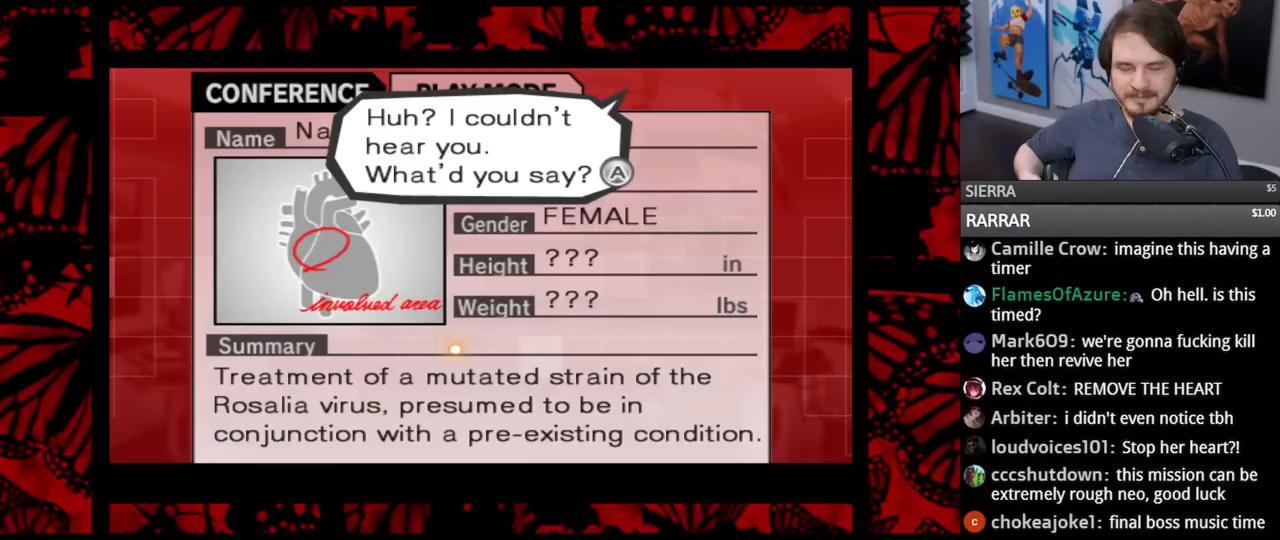 CONFERENCE
Huh? I couldn't
hear you.
What'd you say? A
Name Na
Gender FEMALE
Height ??? in
Weight ??? lbs
involved area
Summary
Treatment of a mutated strain of the
Rosalia virus, presumed to be in
conjunction with a pre-existing condition.
SIERRA $5
RARRAR $1.00
Camille Crow: imagine this having a
timer
FlamesOfAzure: Oh hell. is this
timed?
Mark609: we're gonna fucking kill
her then revive her
Rex Colt: REMOVE THE HEART
Arbiter: i didn't even notice tbh
loudvoices101: Stop her heart?!
cccshutdown: this mission can be
extremely rough neo, good luck
c chokeajoke1: final boss music time